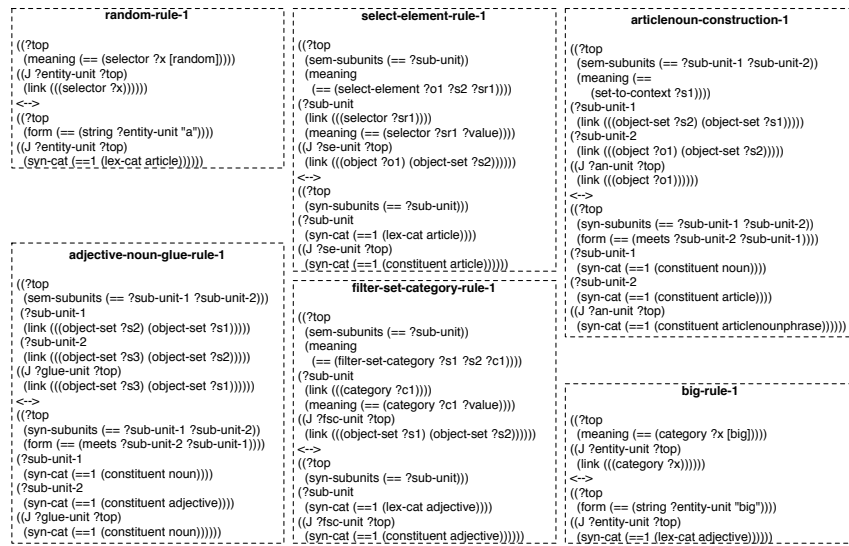 random-rule-1
((?top
(meaning (== (selector ?x [random]))))
((J ?entity-unit ?top)
(link (((selector ?x))))))
<-->
((?top
(form (== (string ?entity-unit "a"))))
((J ?entity-unit ?top)
(syn-cat (==1 (lex-cat article))))))
adjective-noun-glue-rule-1
((?top
(sem-subunits (== ?sub-unit-1 ?sub-unit-2)))
(?sub-unit-1
(link (((object-set ?s2) (object-set ?s1)))))
(?sub-unit-2
(link (((object-set ?s3) (object-set ?s2)))))
((J ?glue-unit ?top)
(link (((object-set ?s3) (object-set ?s1))))))
<-->
((?top
(syn-subunits (== ?sub-unit-1 ?sub-unit-2))
(form (== (meets ?sub-unit-2 ?sub-unit-1))))
(?sub-unit-1
(syn-cat (==1 (constituent noun))))
(?sub-unit-2
(syn-cat (==1 (constituent adjective))))
((J ?glue-unit ?top)
(syn-cat (==1 (constituent noun))))))
select-element-rule-1
((?top
(sem-subunits (== ?sub-unit))
(meaning
(== (select-element ?o1 ?s2 ?sr1))))
(?sub-unit
(link (((selector ?sr1))))
(meaning (== (selector ?sr1 ?value))))
((J ?se-unit ?top)
(link (((object ?o1) (object-set ?s2))))))
<-->
((?top
(syn-subunits (== ?sub-unit)))
(?sub-unit
(syn-cat (==1 (lex-cat article))))
((J ?se-unit ?top)
(syn-cat (==1 (constituent article))))))
filter-set-category-rule-1
((?top
(sem-subunits (== ?sub-unit))
(meaning
(== (filter-set-category ?s1 ?s2 ?c1))))
(?sub-unit
(link (((category ?c1))))
(meaning (== (category ?c1 ?value))))
((J ?fsc-unit ?top)
(link (((object-set ?s1) (object-set ?s2))))))
<-->
((?top
(syn-subunits (== ?sub-unit)))
(?sub-unit
(syn-cat (==1 (lex-cat adjective))))
((J ?fsc-unit ?top)
(syn-cat (==1 (constituent adjective))))))
articlenoun-construction-1
((?top
(sem-subunits (== ?sub-unit-1 ?sub-unit-2))
(meaning (==
(set-to-context ?s1))))
(?sub-unit-1
(link (((object-set ?s2) (object-set ?s1)))))
(?sub-unit-2
(link (((object ?o1) (object-set ?s2)))))
((J ?an-unit ?top)
(link (((object ?o1))))))
<-->
((?top
(syn-subunits (== ?sub-unit-1 ?sub-unit-2))
(form (== (meets ?sub-unit-2 ?sub-unit-1))))
(?sub-unit-1
(syn-cat (==1 (constituent noun))))
(?sub-unit-2
(syn-cat (==1 (constituent article))))
((J ?an-unit ?top)
(syn-cat (==1 (constituent articlenounphrase))))))
big-rule-1
((?top
(meaning (== (category ?x [big]))))
((J ?entity-unit ?top)
(link (((category ?x))))))
<-->
((?top
(form (== (string ?entity-unit "big"))))
((J ?entity-unit ?top)
(syn-cat (==1 (lex-cat adjective))))))